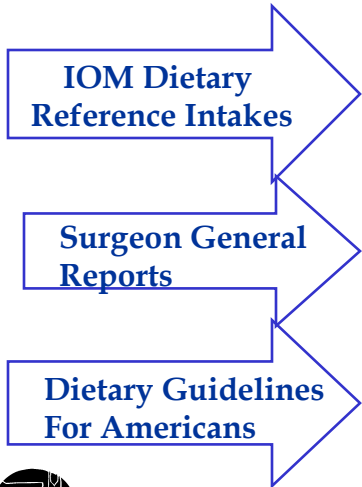 IOM Dietary
Reference Intakes
Surgeon General
Reports
Dietary Guidelines
For Americans